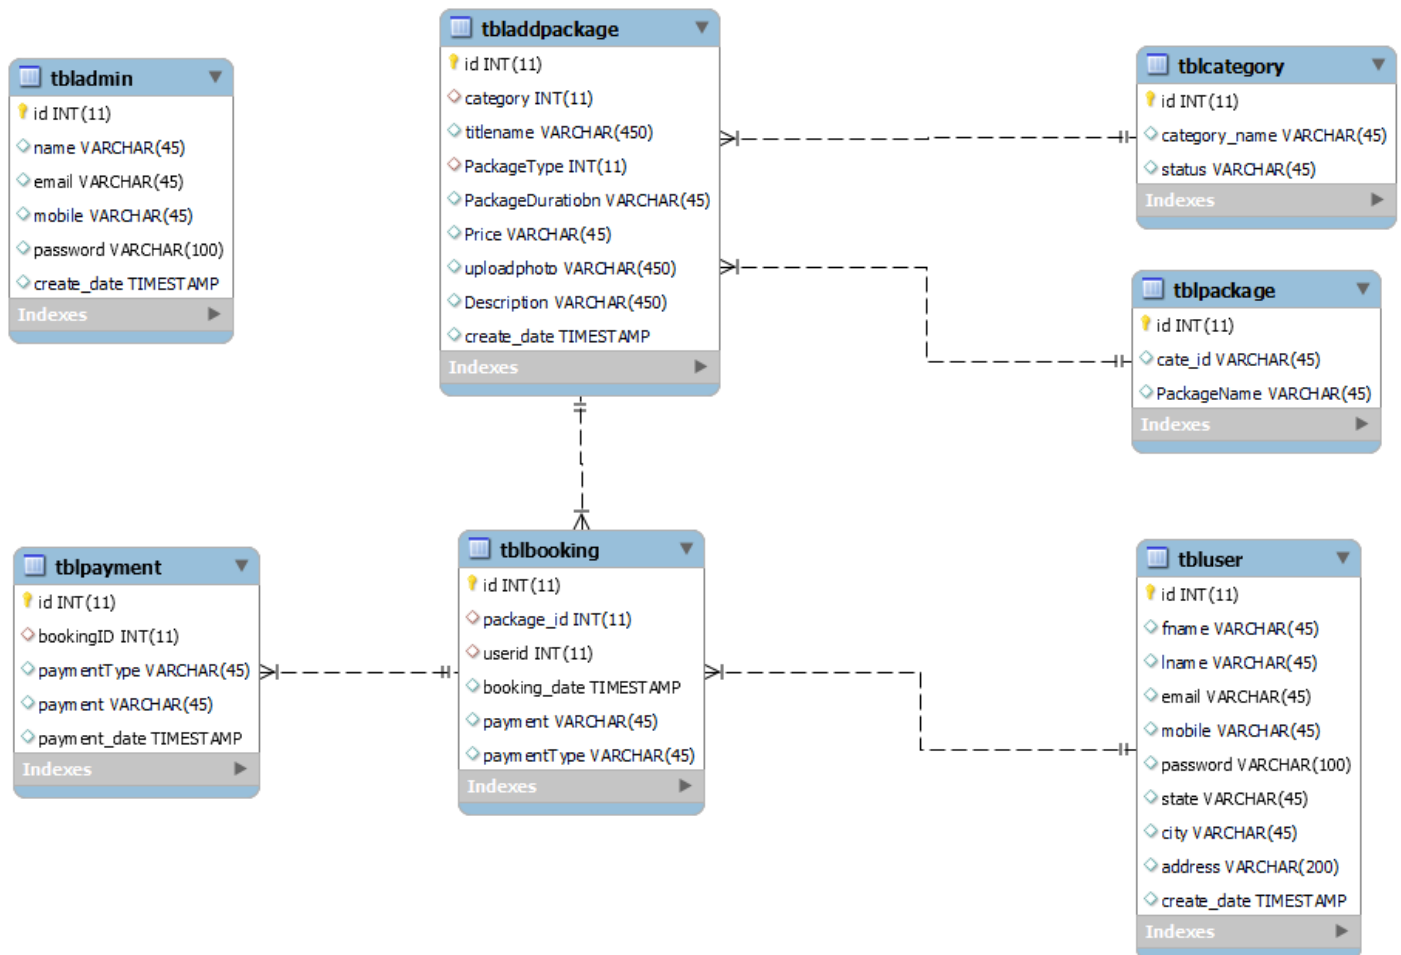 tbladmin
id INT(11)
name VARCHAR(45)
email VARCHAR(45)
mobile VARCHAR(45)
password VARCHAR(100)
create_date TIMESTAMP
Indexes
tbladdpackage
id INT(11)
category INT(11)
titlename VARCHAR(450)
PackageType INT(11)
PackageDuratiobn VARCHAR(45)
Price VARCHAR(45)
uploadphoto VARCHAR(450)
Description VARCHAR(450)
create_date TIMESTAMP
Indexes
tblcategory
id INT(11)
category_name VARCHAR(45)
status VARCHAR(45)
Indexes
tblpackage
id INT(11)
cate_id VARCHAR(45)
PackageName VARCHAR(45)
Indexes
tblpayment
id INT(11)
bookingID INT(11)
paymentType VARCHAR(45)
payment VARCHAR(45)
payment_date TIMESTAMP
Indexes
tblbooking
id INT(11)
package_id INT(11)
userid INT(11)
booking_date TIMESTAMP
payment VARCHAR(45)
paymentType VARCHAR(45)
Indexes
tbluser
id INT(11)
fname VARCHAR(45)
lname VARCHAR(45)
email VARCHAR(45)
mobile VARCHAR(45)
password VARCHAR(100)
state VARCHAR(45)
city VARCHAR(45)
address VARCHAR(200)
create_date TIMESTAMP
Indexes